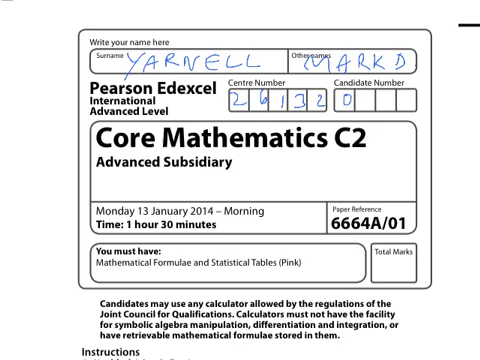 Write your name here
Surname YARNELL Other names MARK D
Pearson Edexcel Centre Number Candidate Number
International
Advanced Level 2 6 1 3 2 0
Core Mathematics C2
Advanced Subsidiary
Monday 13 January 2014 – Morning
Time: 1 hour 30 minutes
Paper Reference
6664A/01
You must have:
Mathematical Formulae and Statistical Tables (Pink)
Total Marks
Candidates may use any calculator allowed by the regulations of the
Joint Council for Qualifications. Calculators must not have the facility
for symbolic algebra manipulation, differentiation and integration, or
have retrievable mathematical formulae stored in them.
Instructions